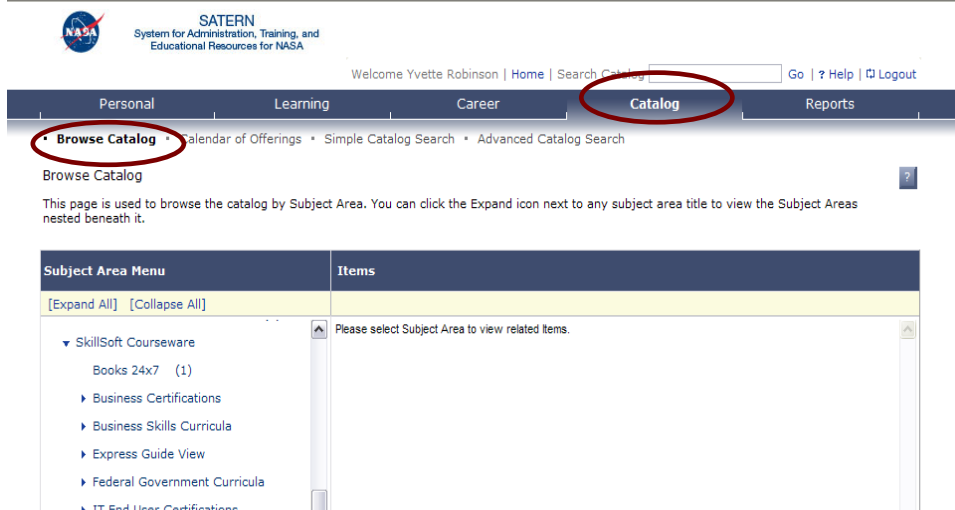 NASA
SATERN
System for Administration, Training, and
Educational Resources for NASA
Welcome Yvette Robinson | Home | Search Catalog Go | ? Help | Logout
Personal Learning Career Catalog Reports
▪ Browse Catalog ▪ Calendar of Offerings ▪ Simple Catalog Search ▪ Advanced Catalog Search
Browse Catalog ?
This page is used to browse the catalog by Subject Area. You can click the Expand icon next to any subject area title to view the Subject Areas
nested beneath it.
Subject Area Menu Items
[Expand All] [Collapse All]
SkillSoft Courseware Please select Subject Area to view related Items.
Books 24x7 (1)
Business Certifications
Business Skills Curricula
Express Guide View
Federal Government Curricula
IT End User Certifications